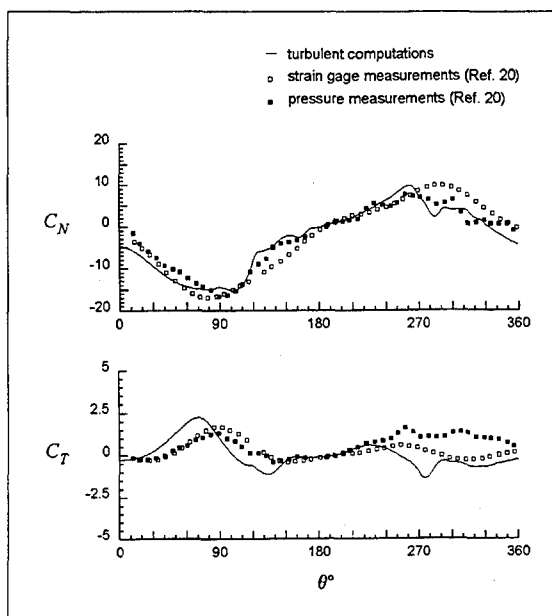 turbulent computations
strain gage measurements (Ref. 20)
pressure measurements (Ref. 20)
20
10
C_N
0
-10
-20
0 90 180 270 360
5
2.5
C_T
0
-2.5
-5
0 90 180 270 360
θ°